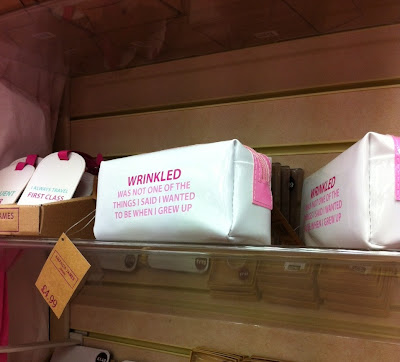 WRINKLED
WAS NOT ONE OF THE
THINGS I SAID I WANTED
TO BE WHEN I GREW UP
WRINKLED
WAS NOT ONE OF THE
THINGS I SAID I WANTED
TO BE WHEN I GREW UP
I ALWAYS TRAVEL
FIRST CLASS
£4.99